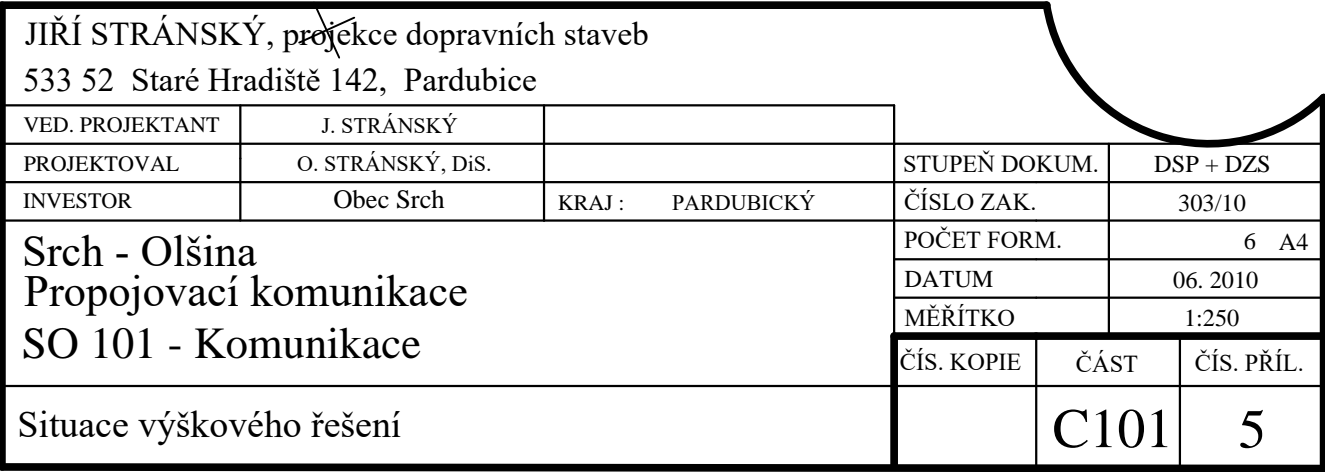 JIŘÍ STRÁNSKÝ, projekce dopravních staveb
533 52 Staré Hradiště 142, Pardubice
VED. PROJEKTANT J. STRÁNSKÝ
PROJEKTOVAL O. STRÁNSKÝ, DiS.
INVESTOR Obec Srch KRAJ : PARDUBICKÝ
STUPEŇ DOKUM. DSP + DZS
ČÍSLO ZAK. 303/10
POČET FORM. 6 A4
DATUM 06. 2010
MĚŘÍTKO 1:250
Srch - Olšina
Propojovací komunikace
SO 101 - Komunikace
Situace výškového řešení
ČÍS. KOPIE ČÁST ČÍS. PŘÍL.
C101 5